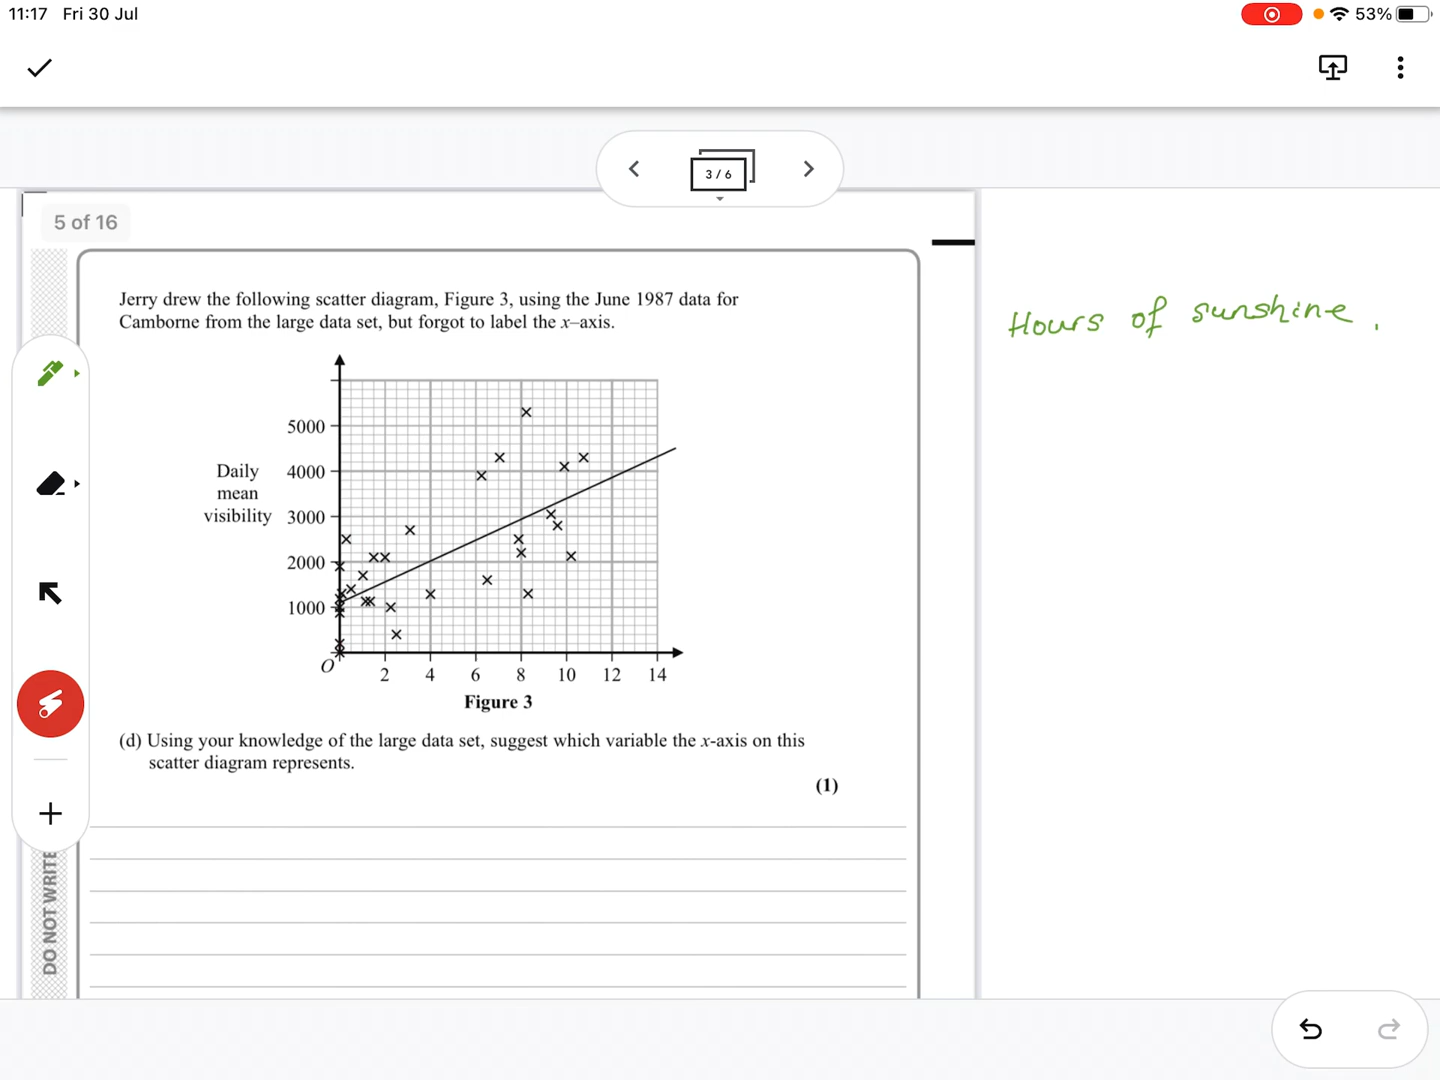 11:17 Fri 30 Jul
53%
3 / 6
5 of 16
Jerry drew the following scatter diagram, Figure 3, using the June 1987 data for
Camborne from the large data set, but forgot to label the x–axis.
Hours of sunshine.
5000
Daily 4000
mean
visibility 3000
2000
1000
O
2 4 6 8 10 12 14
Figure 3
(d) Using your knowledge of the large data set, suggest which variable the x-axis on this
scatter diagram represents.
(1)
DO NOT WRITE